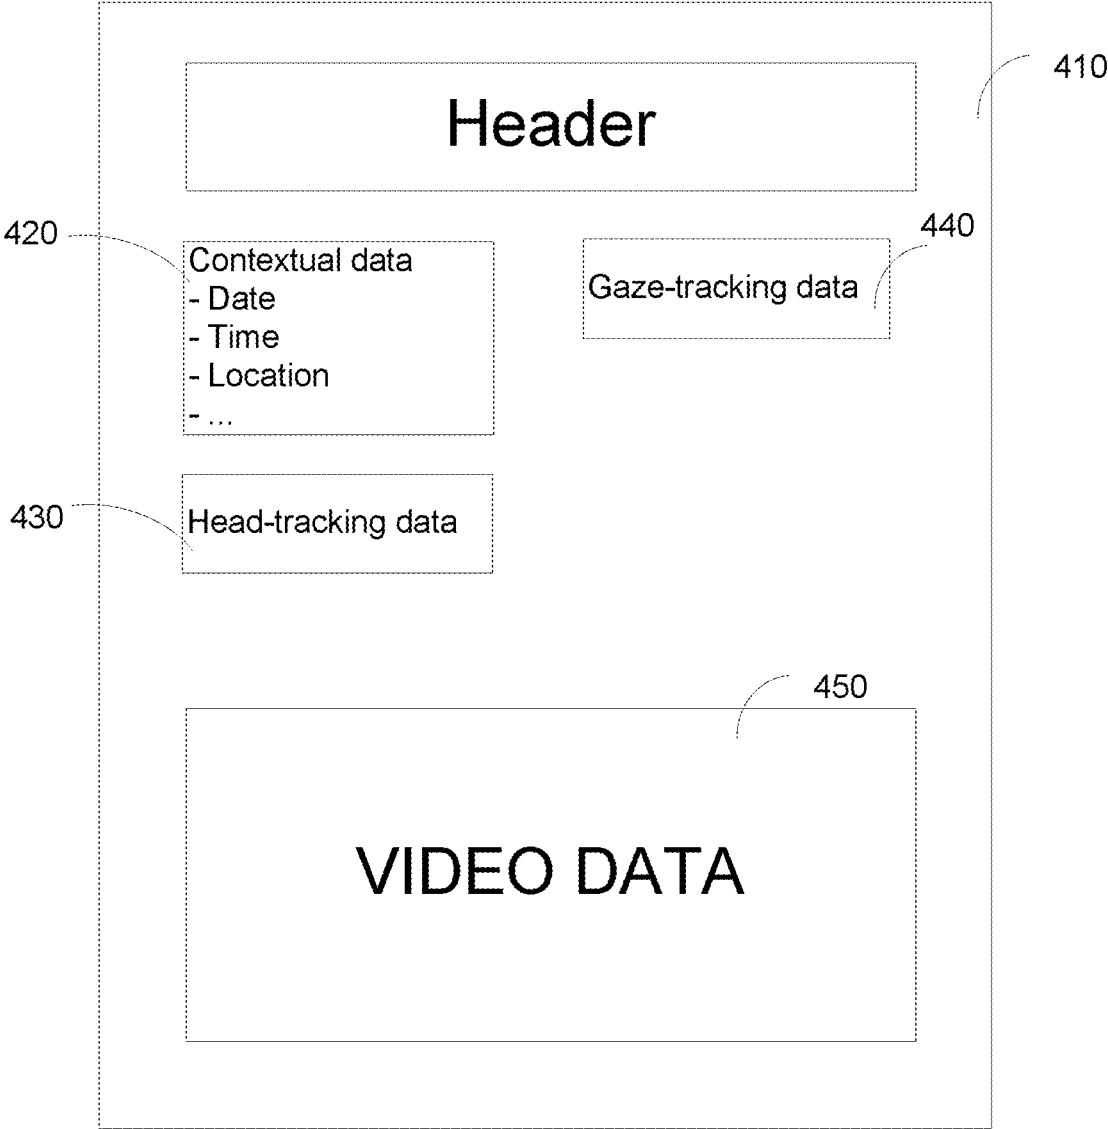 410
Header
420
Contextual data
- Date
- Time
- Location
- ...
440
Gaze-tracking data
430
Head-tracking data
450
VIDEO DATA